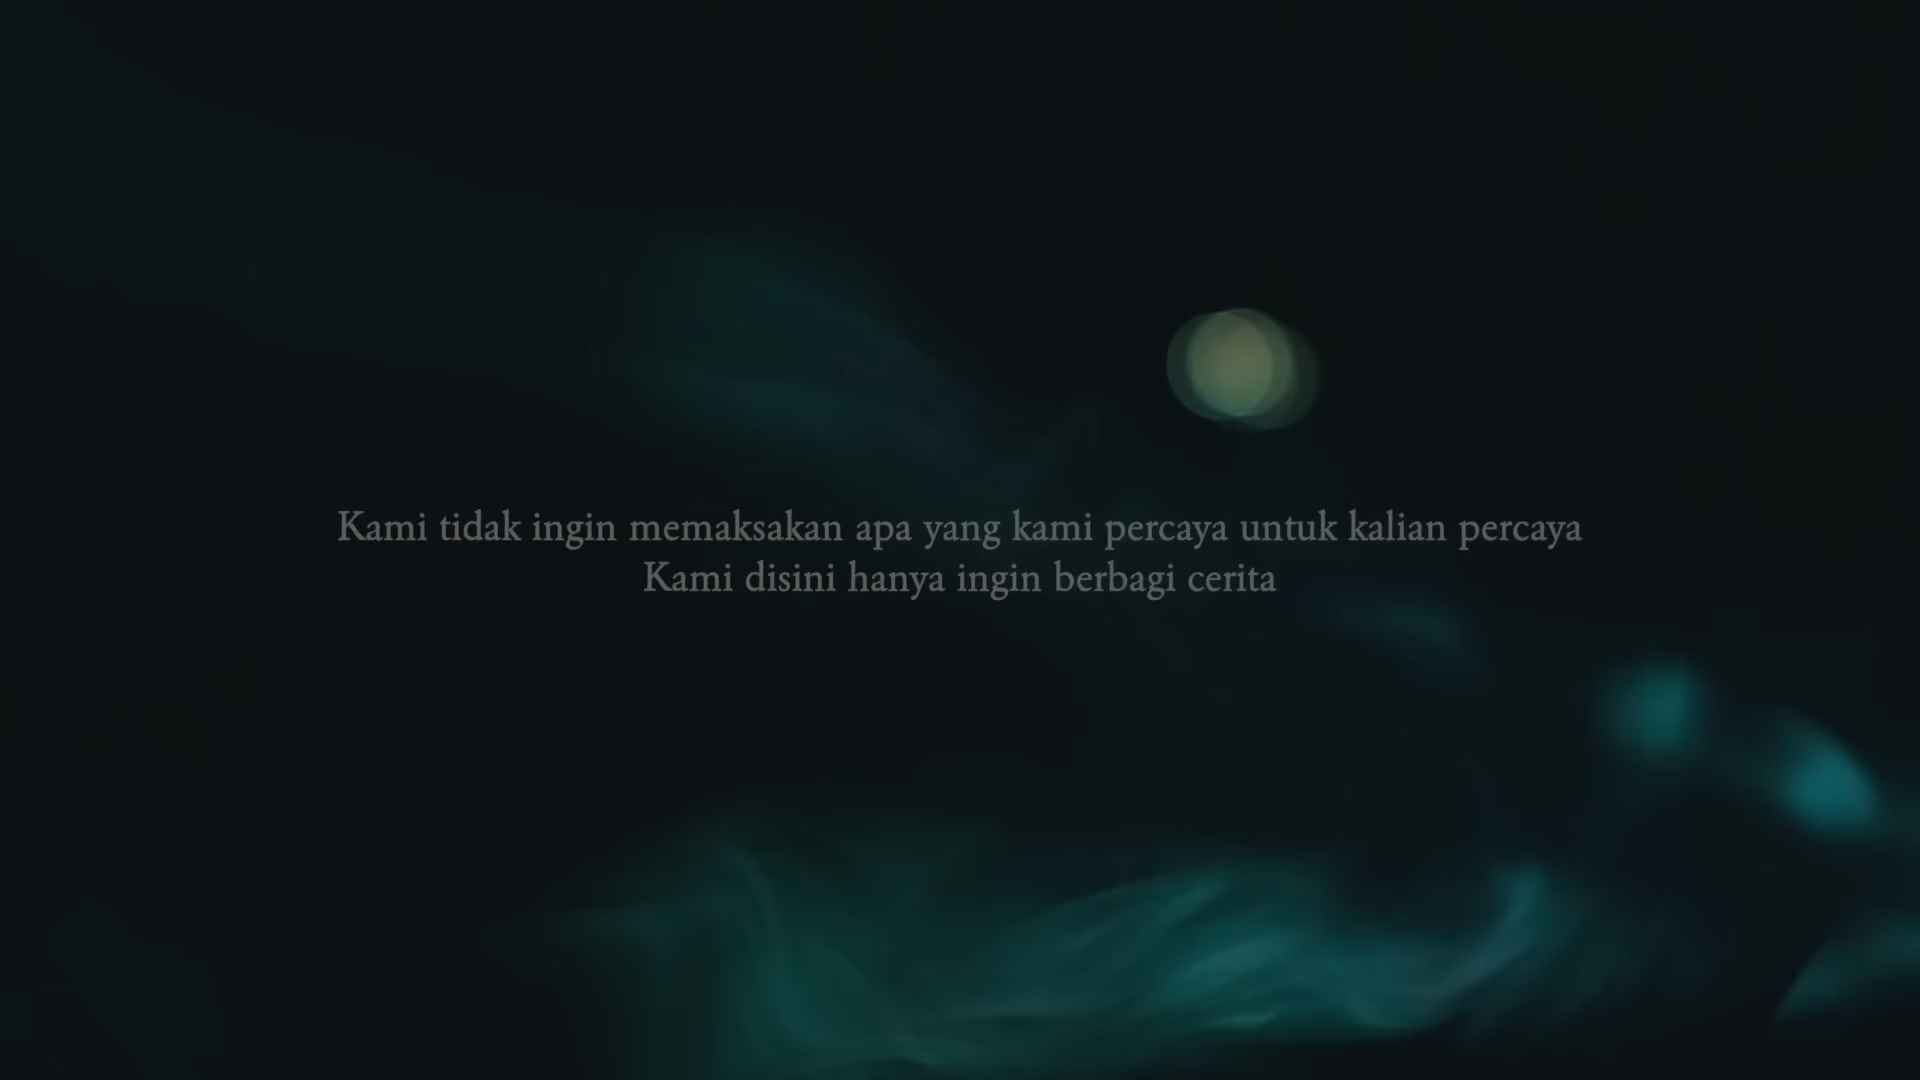 Kami tidak ingin memaksakan apa yang kami percaya untuk kalian percaya
Kami disini hanya ingin berbagi cerita